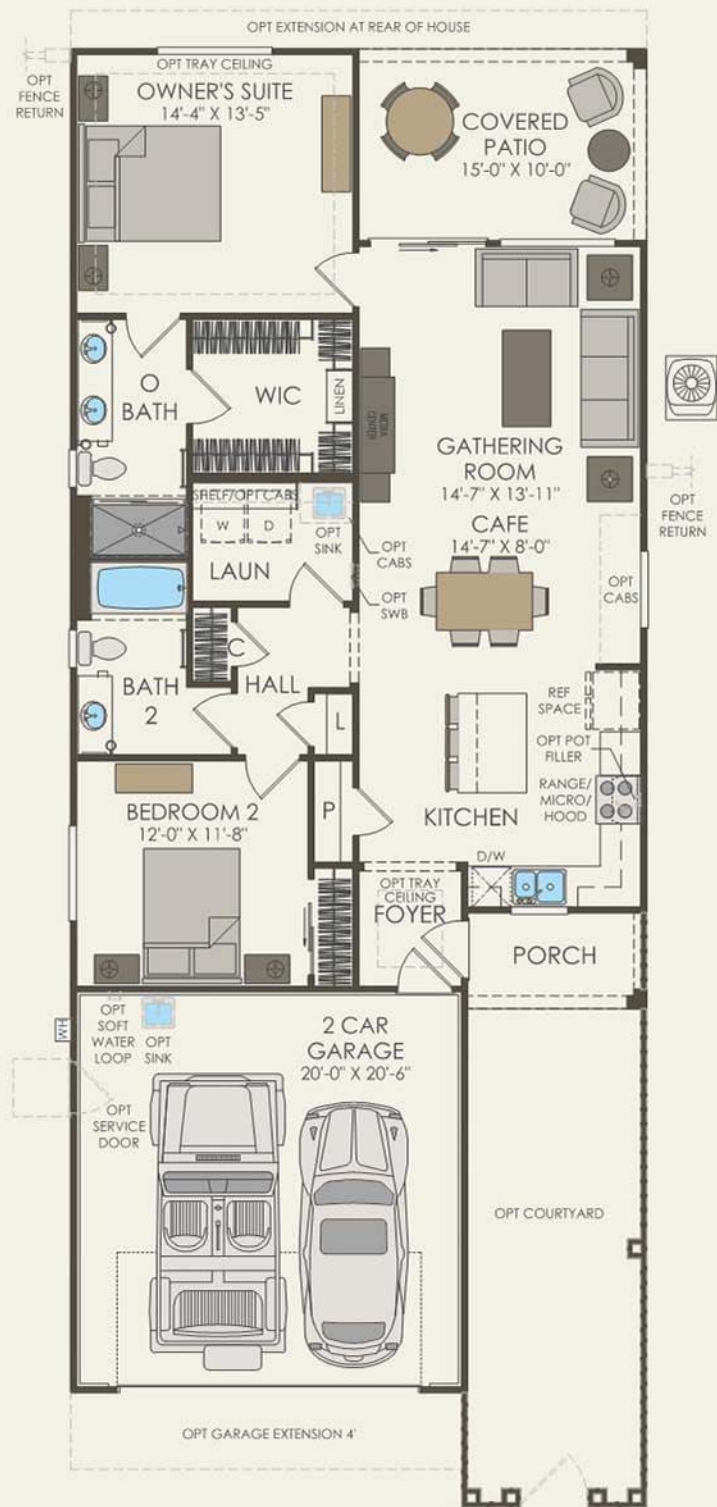 OPT EXTENSION AT REAR OF HOUSE
OPT
FENCE
RETURN
OPT TRAY CEILING
OWNER'S SUITE
14'-4" X 13'-5"
COVERED
PATIO
15'-0" X 10'-0"
O
BATH
WIC
LINEN
MEDIA
CENTER
GATHERING
ROOM
14'-7" X 13'-11"
CAFE
14'-7" X 8'-0"
OPT
FENCE
RETURN
SHELF/OPT CABS
W
D
OPT
SINK
LAUN
OPT
CABS
OPT
SWB
OPT
CABS
C
HALL
BATH
2
L
REF
SPACE
OPT POT
FILLER
RANGE/
MICRO/
HOOD
KITCHEN
D/W
P
BEDROOM 2
12'-0" X 11'-8"
OPT TRAY
CEILING
FOYER
PORCH
WH
OPT
SOFT
WATER
LOOP
OPT
SINK
2 CAR
GARAGE
20'-0" X 20'-6"
OPT
SERVICE
DOOR
OPT COURTYARD
OPT GARAGE EXTENSION 4'